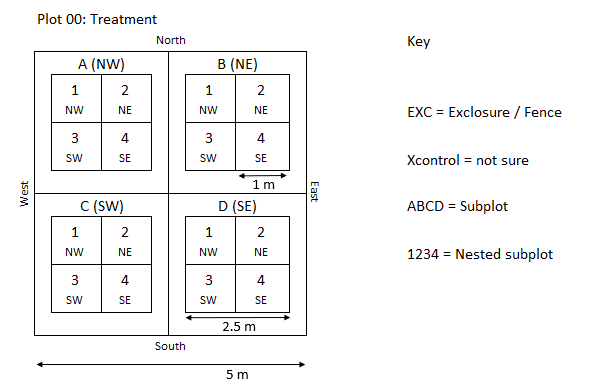 Plot 00: Treatment
North
Key
A (NW)
B (NE)
1 2 1 2
NW NE NW NE
EXC = Exclosure / Fence
3 4 3 4
SW SE SW SE
Xcontrol = not sure
1 m
West
East
C (SW)
D (SE)
ABCD = Subplot
1 2 1 2
NW NE NW NE
1234 = Nested subplot
3 4 3 4
SW SE SW SE
2.5 m
South
5 m